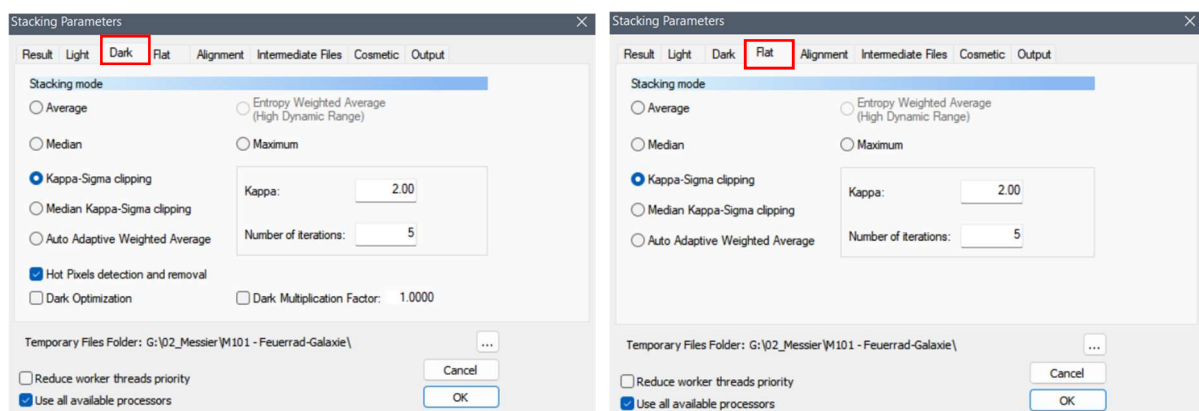 Stacking Parameters
Result Light Dark Flat Alignment Intermediate Files Cosmetic Output
Stacking mode
Average
Entropy Weighted Average
(High Dynamic Range)
Median
Maximum
Kappa-Sigma clipping
Median Kappa-Sigma clipping
Auto Adaptive Weighted Average
Kappa: 2.00
Number of iterations: 5
Hot Pixels detection and removal
Dark Optimization
Dark Multiplication Factor: 1.0000
Temporary Files Folder: G:\02_Messier\M101 - Feuerrad-Galaxie\
...
Reduce worker threads priority
Use all available processors
Cancel
OK
Stacking Parameters
Result Light Dark Flat Alignment Intermediate Files Cosmetic Output
Stacking mode
Average
Entropy Weighted Average
(High Dynamic Range)
Median
Maximum
Kappa-Sigma clipping
Median Kappa-Sigma clipping
Auto Adaptive Weighted Average
Kappa: 2.00
Number of iterations: 5
Temporary Files Folder: G:\02_Messier\M101 - Feuerrad-Galaxie\
...
Reduce worker threads priority
Use all available processors
Cancel
OK